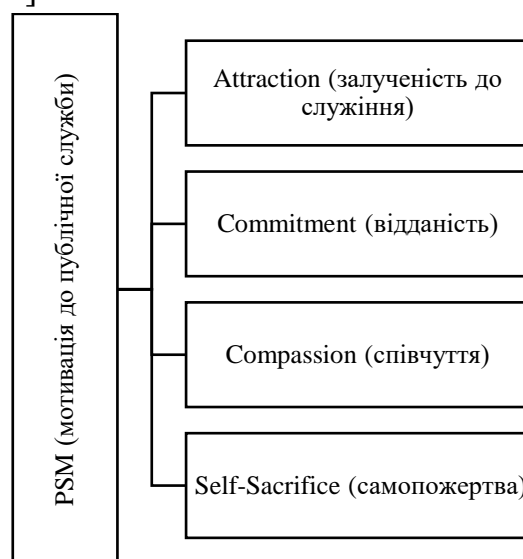 ]
PSM (мотивація до публічної служби)
Attraction (залученість до
служіння)
Commitment (відданість)
Compassion (співчуття)
Self-Sacrifice (самопожертва)